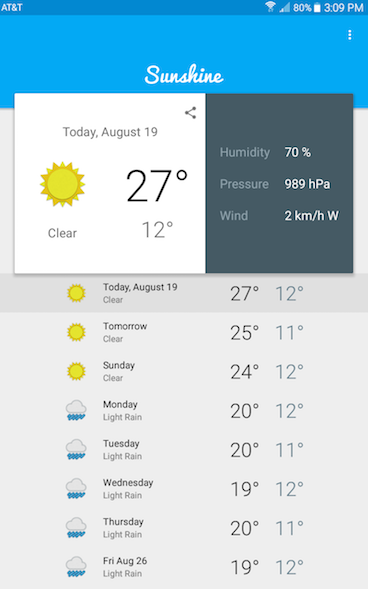 AT&T 80% 3:09 PM
Sunshine
Today, August 19
27° 
12°
Clear
Humidity 70 %
Pressure 989 hPa
Wind 2 km/h W
Today, August 19 27° 12°
Clear
Tomorrow 25° 11°
Clear
Sunday 24° 12°
Clear
Monday 20° 12°
Light Rain
Tuesday 20° 11°
Light Rain
Wednesday 19° 12°
Light Rain
Thursday 20° 11°
Light Rain
Fri Aug 26 19° 12°
Light Rain